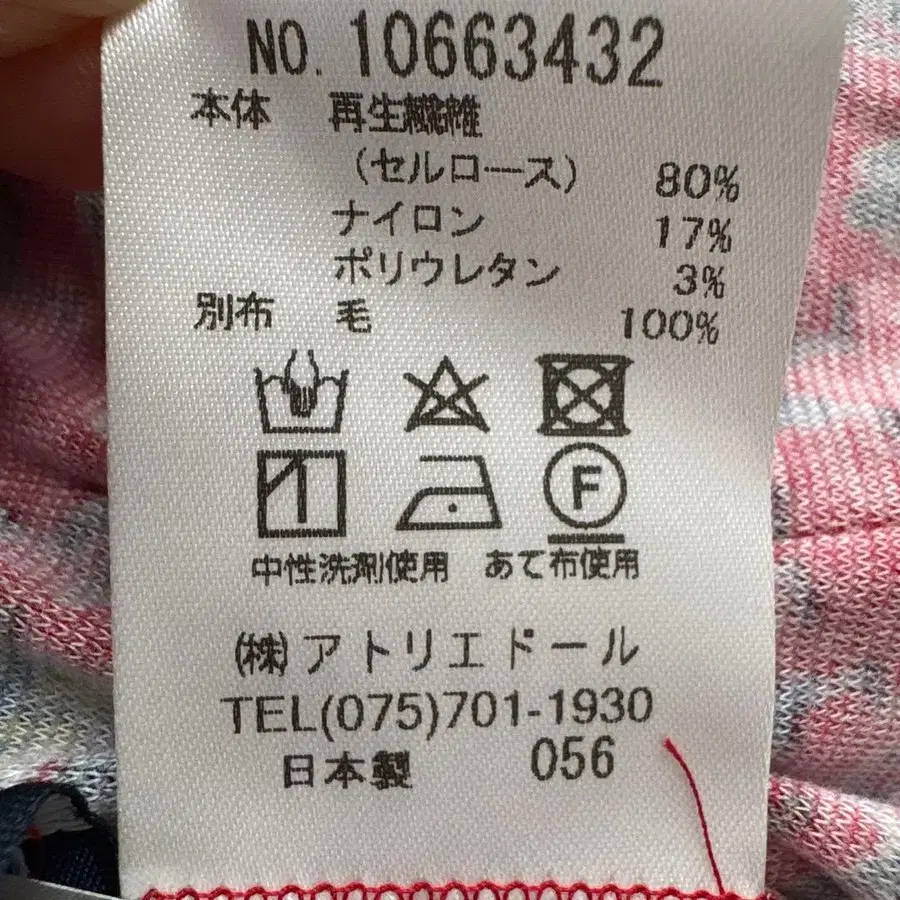 NO. 10663432
本体 再生繊維
(セルロース) 80%
ナイロン 17%
ポリウレタン 3%
別布 毛 100%
F
中性洗剤使用 あて布使用
(株)アトリエドール
TEL(075)701-1930
日本製 056